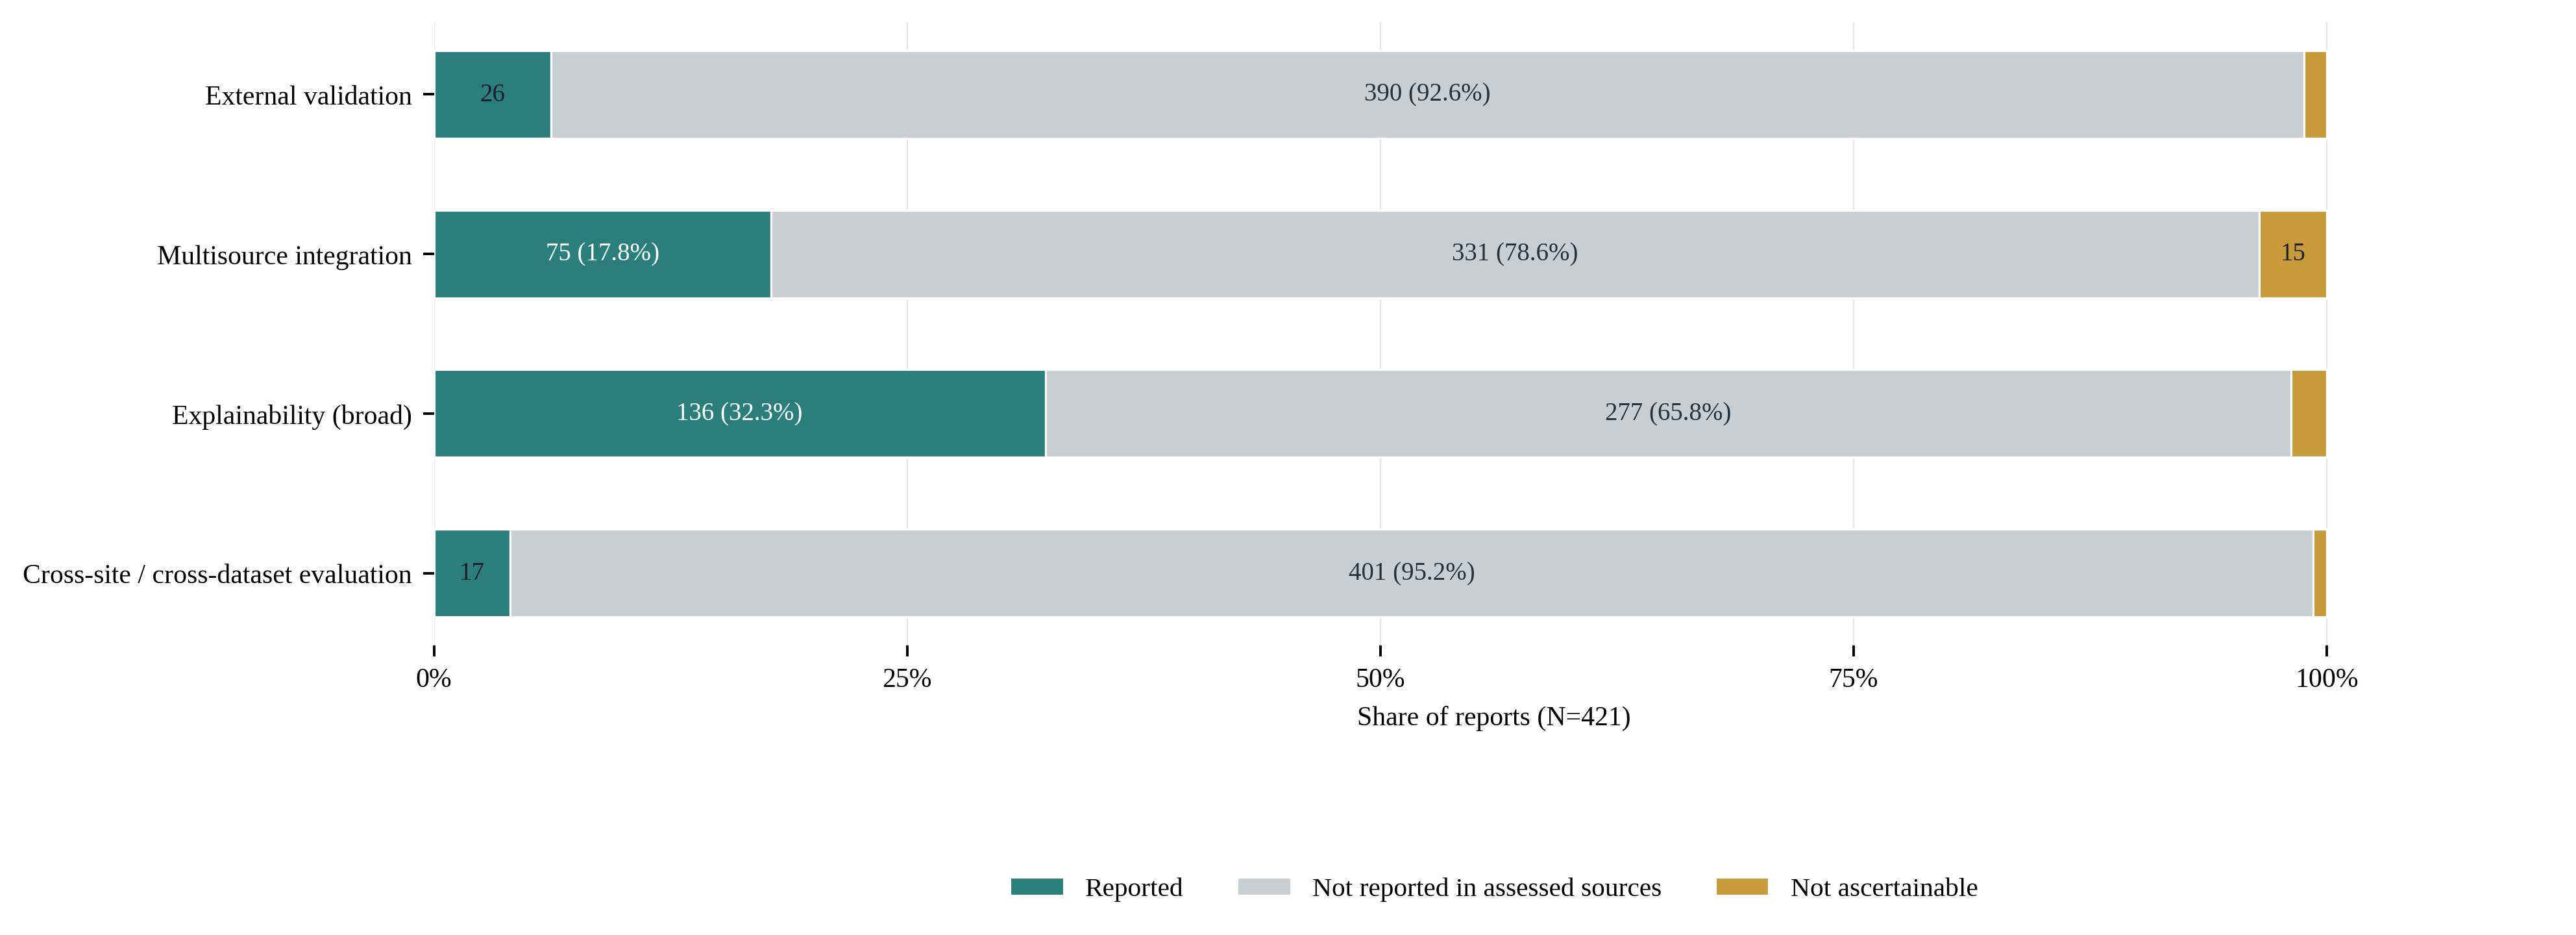 External validation
26
390 (92.6%)
Multisource integration
75 (17.8%)
331 (78.6%)
15
Explainability (broad)
136 (32.3%)
277 (65.8%)
Cross-site / cross-dataset evaluation
17
401 (95.2%)
0%
25%
50%
75%
100%
Share of reports (N=421)
Reported
Not reported in assessed sources
Not ascertainable